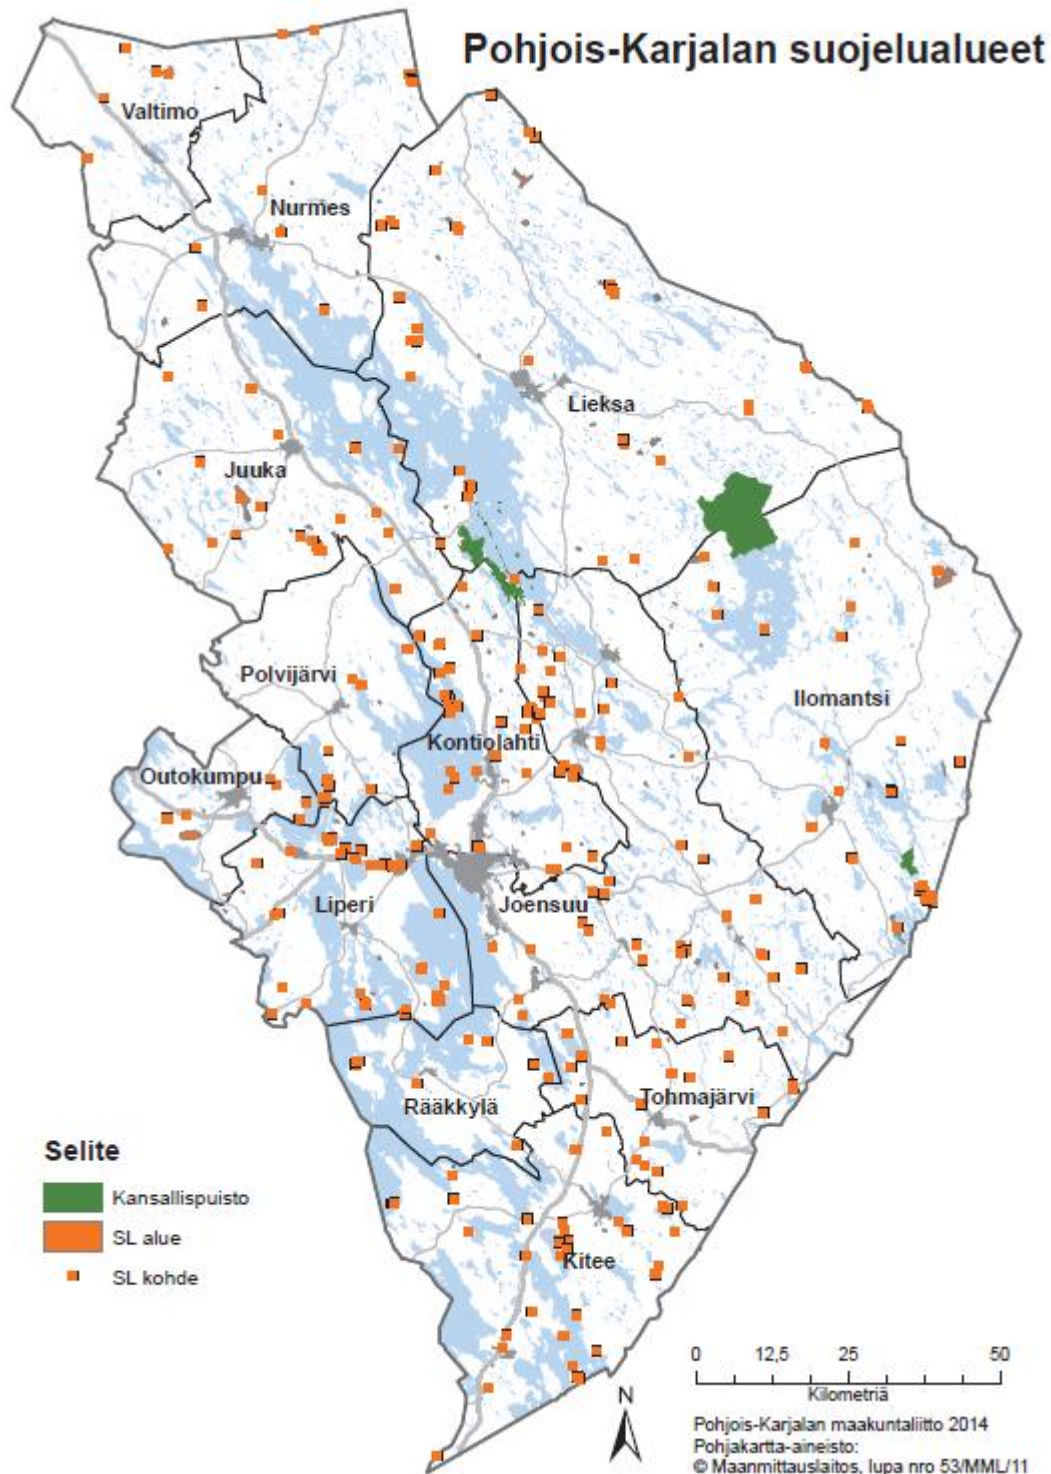 Pohjois-Karjalan suojelualueet
Valtimo
Nurmes
Lieksa
Juuka
Polvijärvi
Ilomantsi
Kontiolahti
Outokumpu
Liperi
Joensuu
Tohmajärvi
Rääkkylä
Kitee
Selite
Kansallispuisto
SL alue
SL kohde
0 12,5 25 50
Kilometriä
N
Pohjois-Karjalan maakuntaliitto 2014
Pohjakartta-aineisto:
© Maanmittauslaitos, lupa nro 53/MML/11